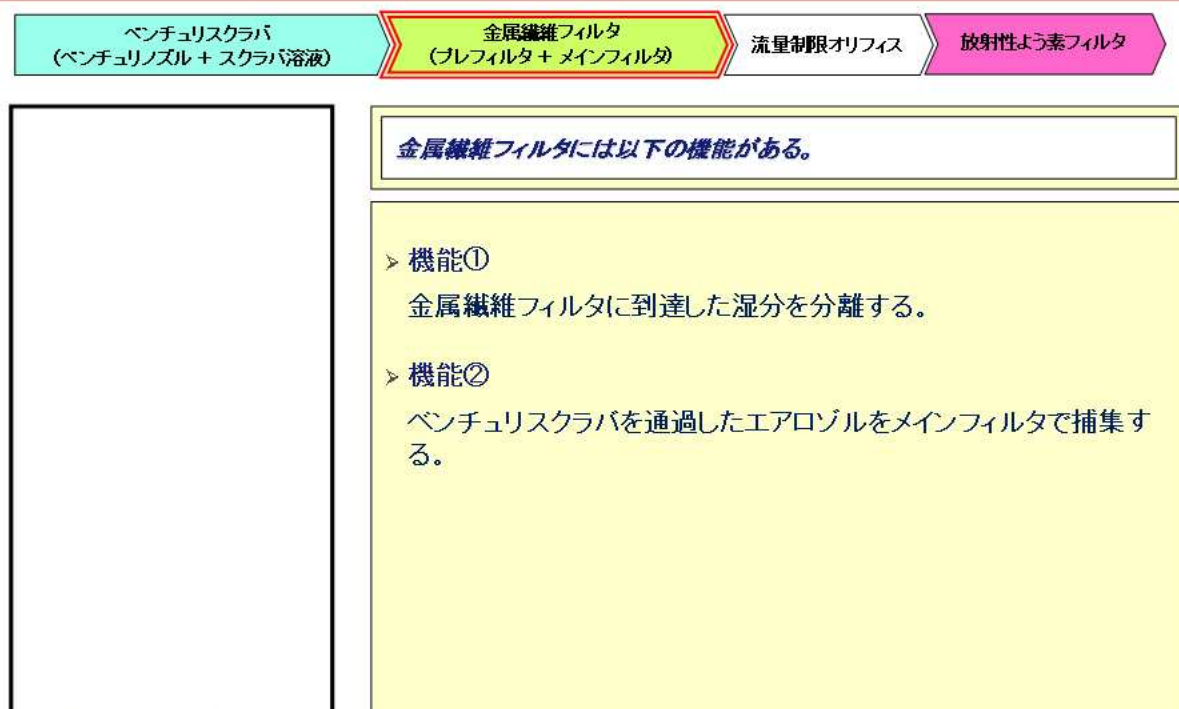 ベンチュリスクラバ
(ベンチュリノズル + スクラバ溶液)
金属繊維フィルタ
(プレフィルタ + メインフィルタ)
流量制限オリフィス
放射性よう素フィルタ
金属繊維フィルタには以下の機能がある。
➢ 機能①
金属繊維フィルタに到達した湿分を分離する。
➢ 機能②
ベンチュリスクラバを通過したエアロゾルをメインフィルタで捕集す
る。